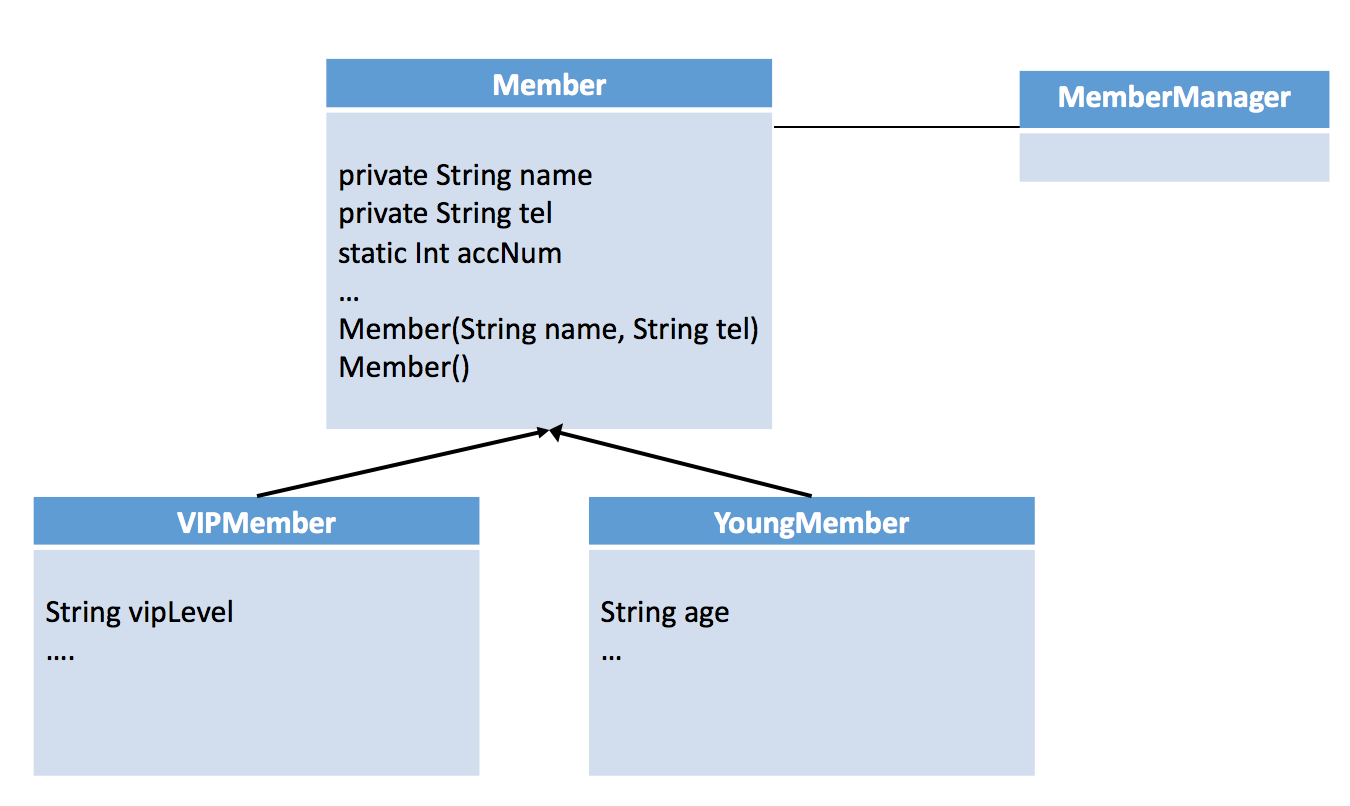 Member
MemberManager
private String name
private String tel
static Int accNum
...
Member(String name, String tel)
Member()
VIPMember
YoungMember
String vipLevel
....
String age
...